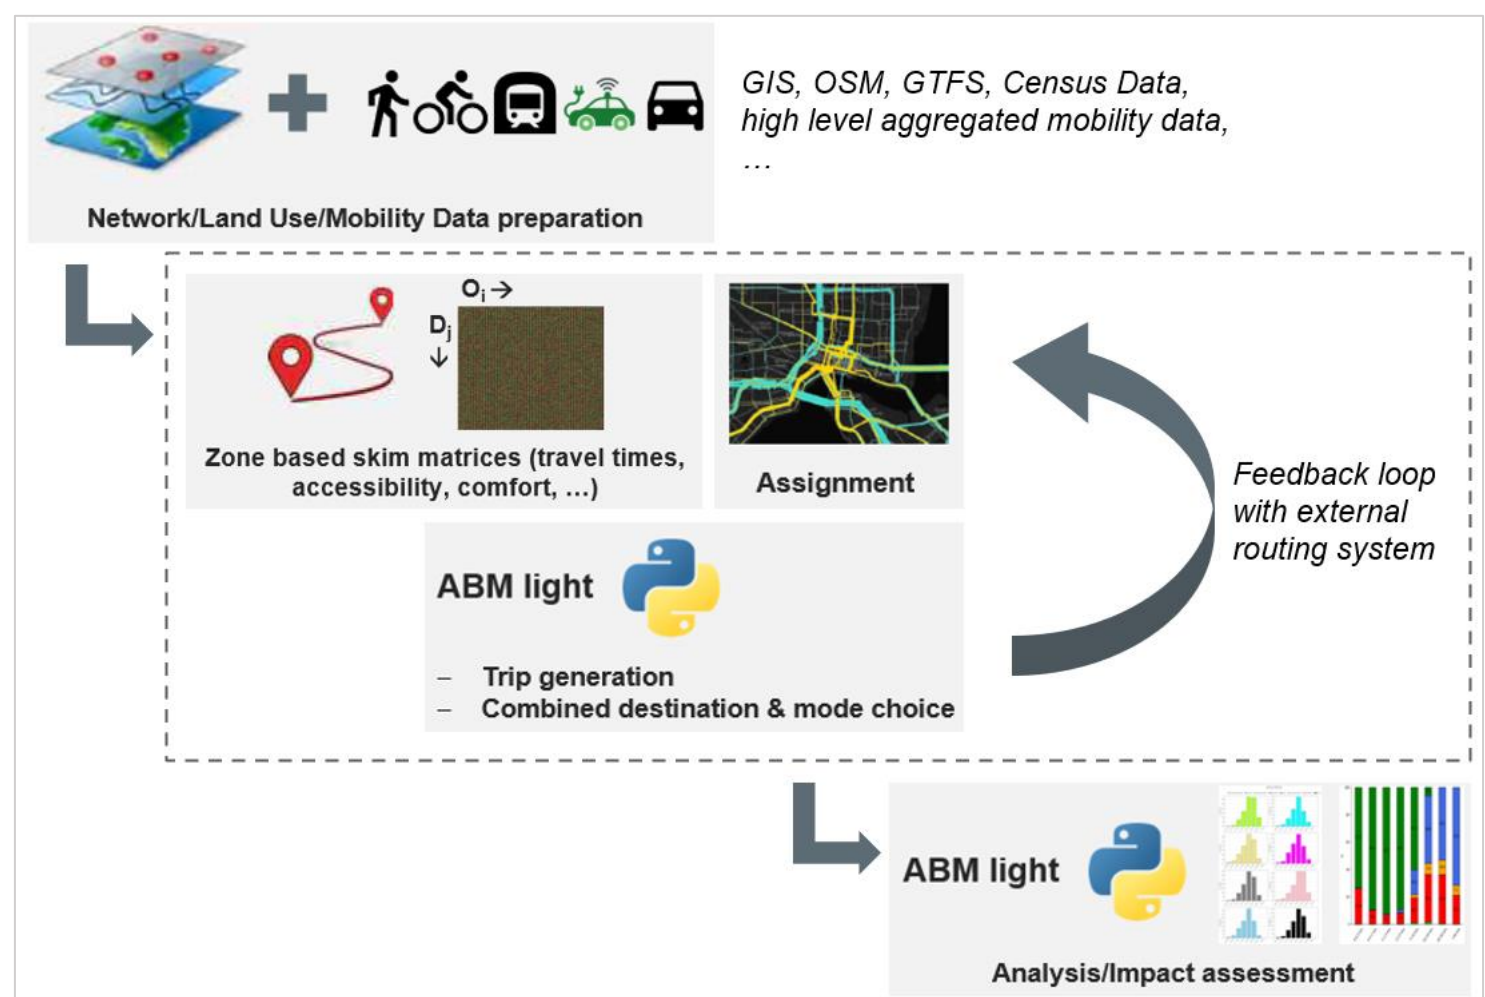 GIS, OSM, GTFS, Census Data,
high level aggregated mobility data,
...
Network/Land Use/Mobility Data preparation
Oi →
Dj
↓
Zone based skim matrices (travel times,
accessibility, comfort, ...)
Assignment
ABM light
– Trip generation
– Combined destination & mode choice
Feedback loop
with external
routing system
ABM light
Analysis/Impact assessment